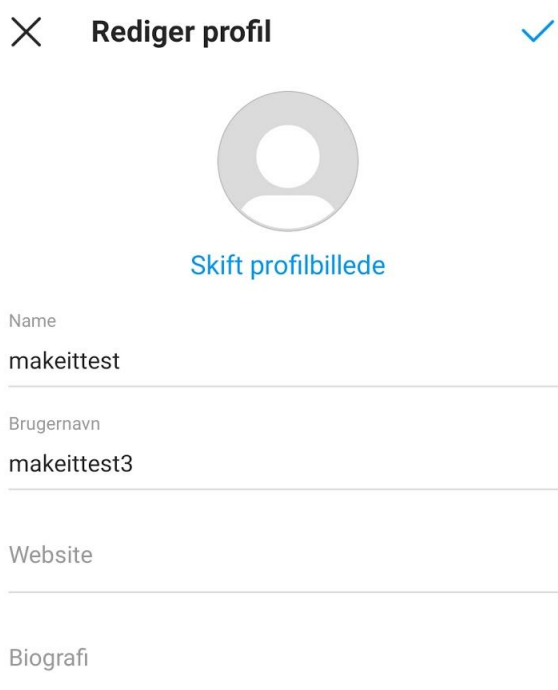 Rediger profil
Skift profilbillede
Name
makeittest
Brugernavn
makeittest3
Website
Biografi